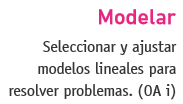 Modelar
Seleccionar y ajustar
modelos lineales para
resolver problemas. (OA i)